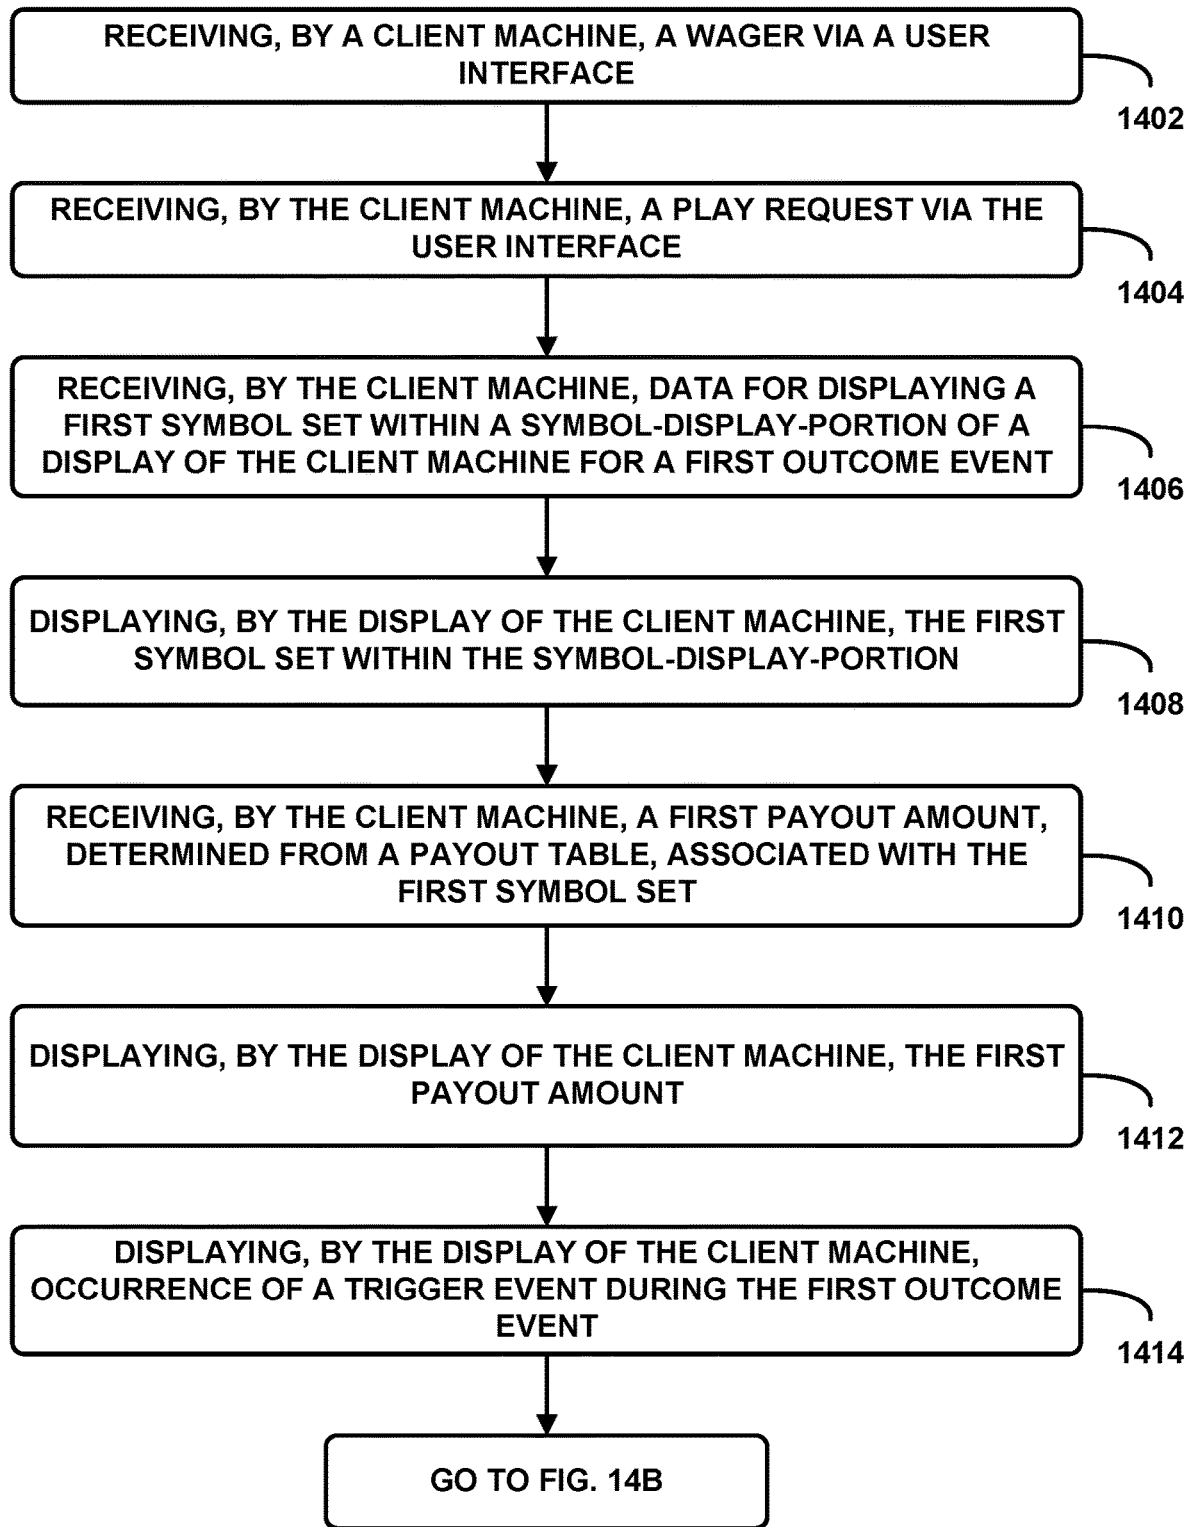 RECEIVING, BY A CLIENT MACHINE, A WAGER VIA A USER
INTERFACE
1402
RECEIVING, BY THE CLIENT MACHINE, A PLAY REQUEST VIA THE
USER INTERFACE
1404
RECEIVING, BY THE CLIENT MACHINE, DATA FOR DISPLAYING A
FIRST SYMBOL SET WITHIN A SYMBOL-DISPLAY-PORTION OF A
DISPLAY OF THE CLIENT MACHINE FOR A FIRST OUTCOME EVENT
1406
DISPLAYING, BY THE DISPLAY OF THE CLIENT MACHINE, THE FIRST
SYMBOL SET WITHIN THE SYMBOL-DISPLAY-PORTION
1408
RECEIVING, BY THE CLIENT MACHINE, A FIRST PAYOUT AMOUNT,
DETERMINED FROM A PAYOUT TABLE, ASSOCIATED WITH THE
FIRST SYMBOL SET
1410
DISPLAYING, BY THE DISPLAY OF THE CLIENT MACHINE, THE FIRST
PAYOUT AMOUNT
1412
DISPLAYING, BY THE DISPLAY OF THE CLIENT MACHINE,
OCCURRENCE OF A TRIGGER EVENT DURING THE FIRST OUTCOME
EVENT
1414
GO TO FIG. 14B